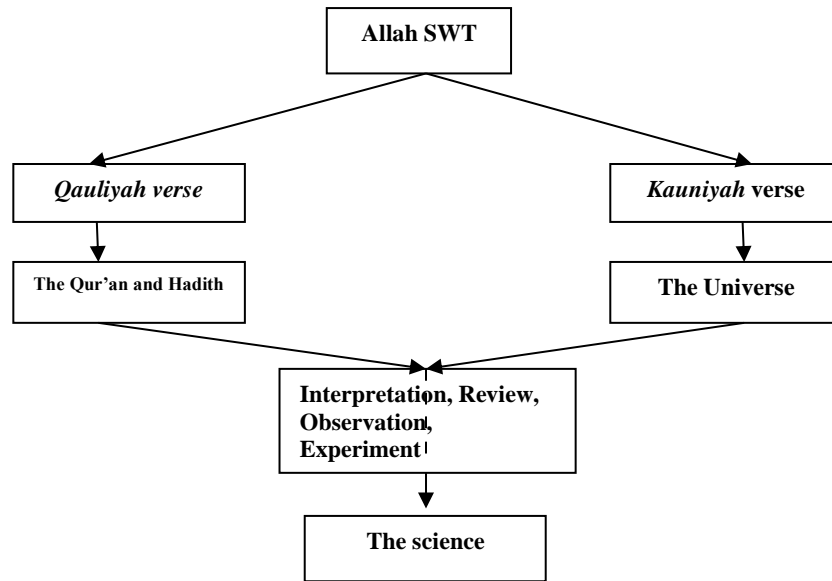 Allah SWT
Qauliyah verse
Kauniyah verse
The Qur’an and Hadith
The Universe
Interpretation, Review,
Observation,
Experiment
The science